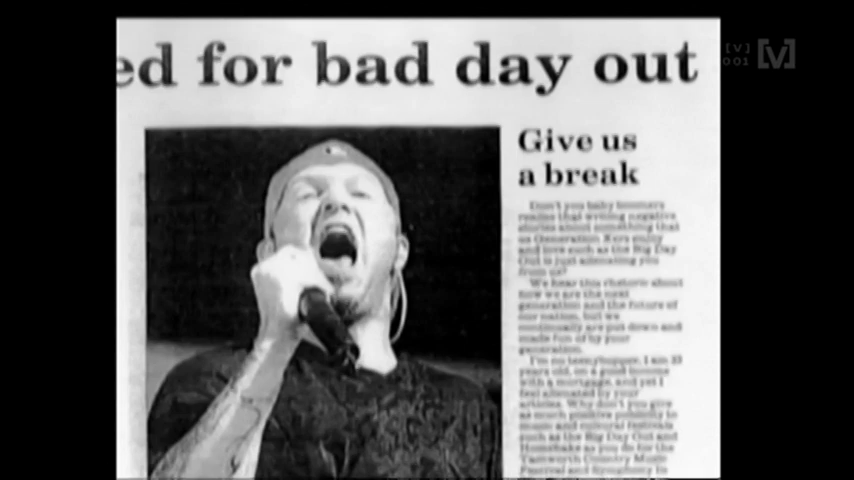 ed for bad day out
[V]
001
[V]
Give us
a break
Don't you baby boomers
realise that writing negative
stories about something that
us Generation Xers enjoy
and love such as the Big Day
Out is just alienating you
from us?
We hear this rhetoric about
how we are the next
generation and the future of
our nation, but we
continually are put down and
made fun of by your
generation.
I'm no teenybopper, I am 23
years old, on a good income
with a mortgage, and yet I
feel alienated by your
articles. Why don't you give
as much positive publicity to
music and cultural festivals
such as the Big Day Out and
Homebake as you do for the
Tamworth Country Music
Festival and Symphony in